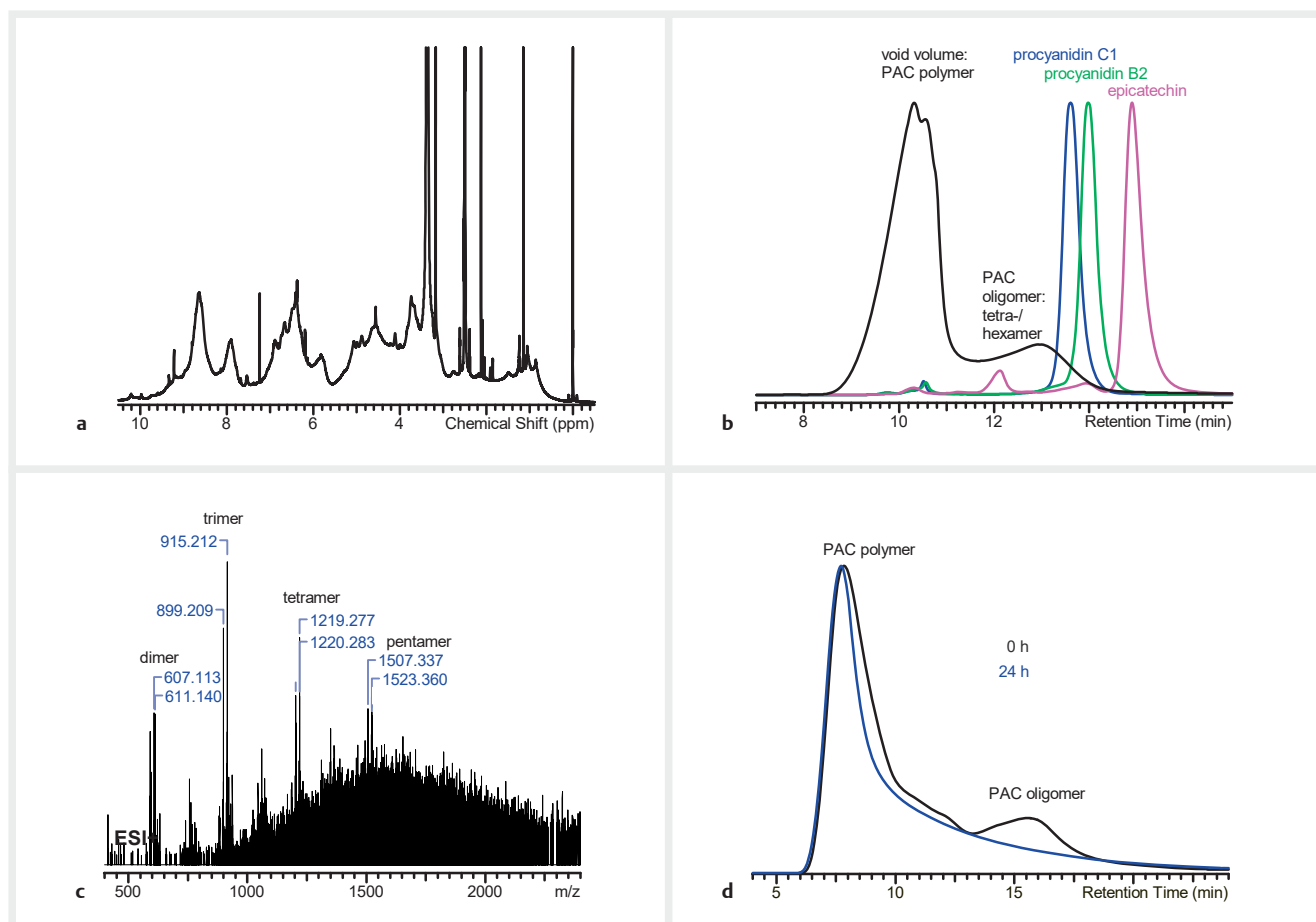 10
8
6
4
Chemical Shift (ppm)
a
void volume:
PAC polymer
procyanidin C1
procyanidin B2
epicatechin
PAC
oligomer:
tetra-/
hexamer
8
10
12
Retention Time (min)
b
trimer
915.212
899.209
dimer
607.113
611.140
tetramer
1219.277
1220.283
pentamer
1507.337
1523.360
500
1000
1500
2000
m/z
c
PAC polymer
0 h
24 h
PAC oligomer
5
10
15
Retention Time (min)
d